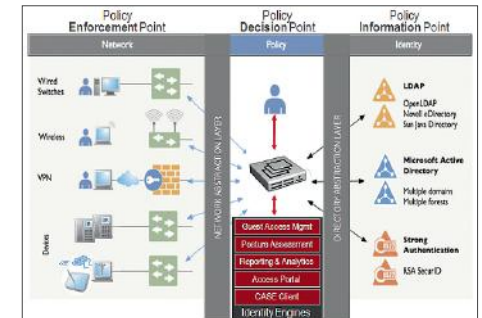 Policy
Enforcement Point
Policy
Decision Point
Policy
Information Point
Network
Policy
Identity
Wired
Switches
Wireless
VPN
Devices
NETWORK ABSTRACTION LAYER
DIRECTORY ABSTRACTION LAYER
Guest Access Mgmt
Posture Assessment
Reporting & Analytics
Access Portal
CASE Client
Identity Engines
LDAP
OpenLDAP
Novell eDirectory
Sun Java Directory
Microsoft Active
Directory
Multiple domains
Multiple forests
Strong
Authentication
RSA SecurID